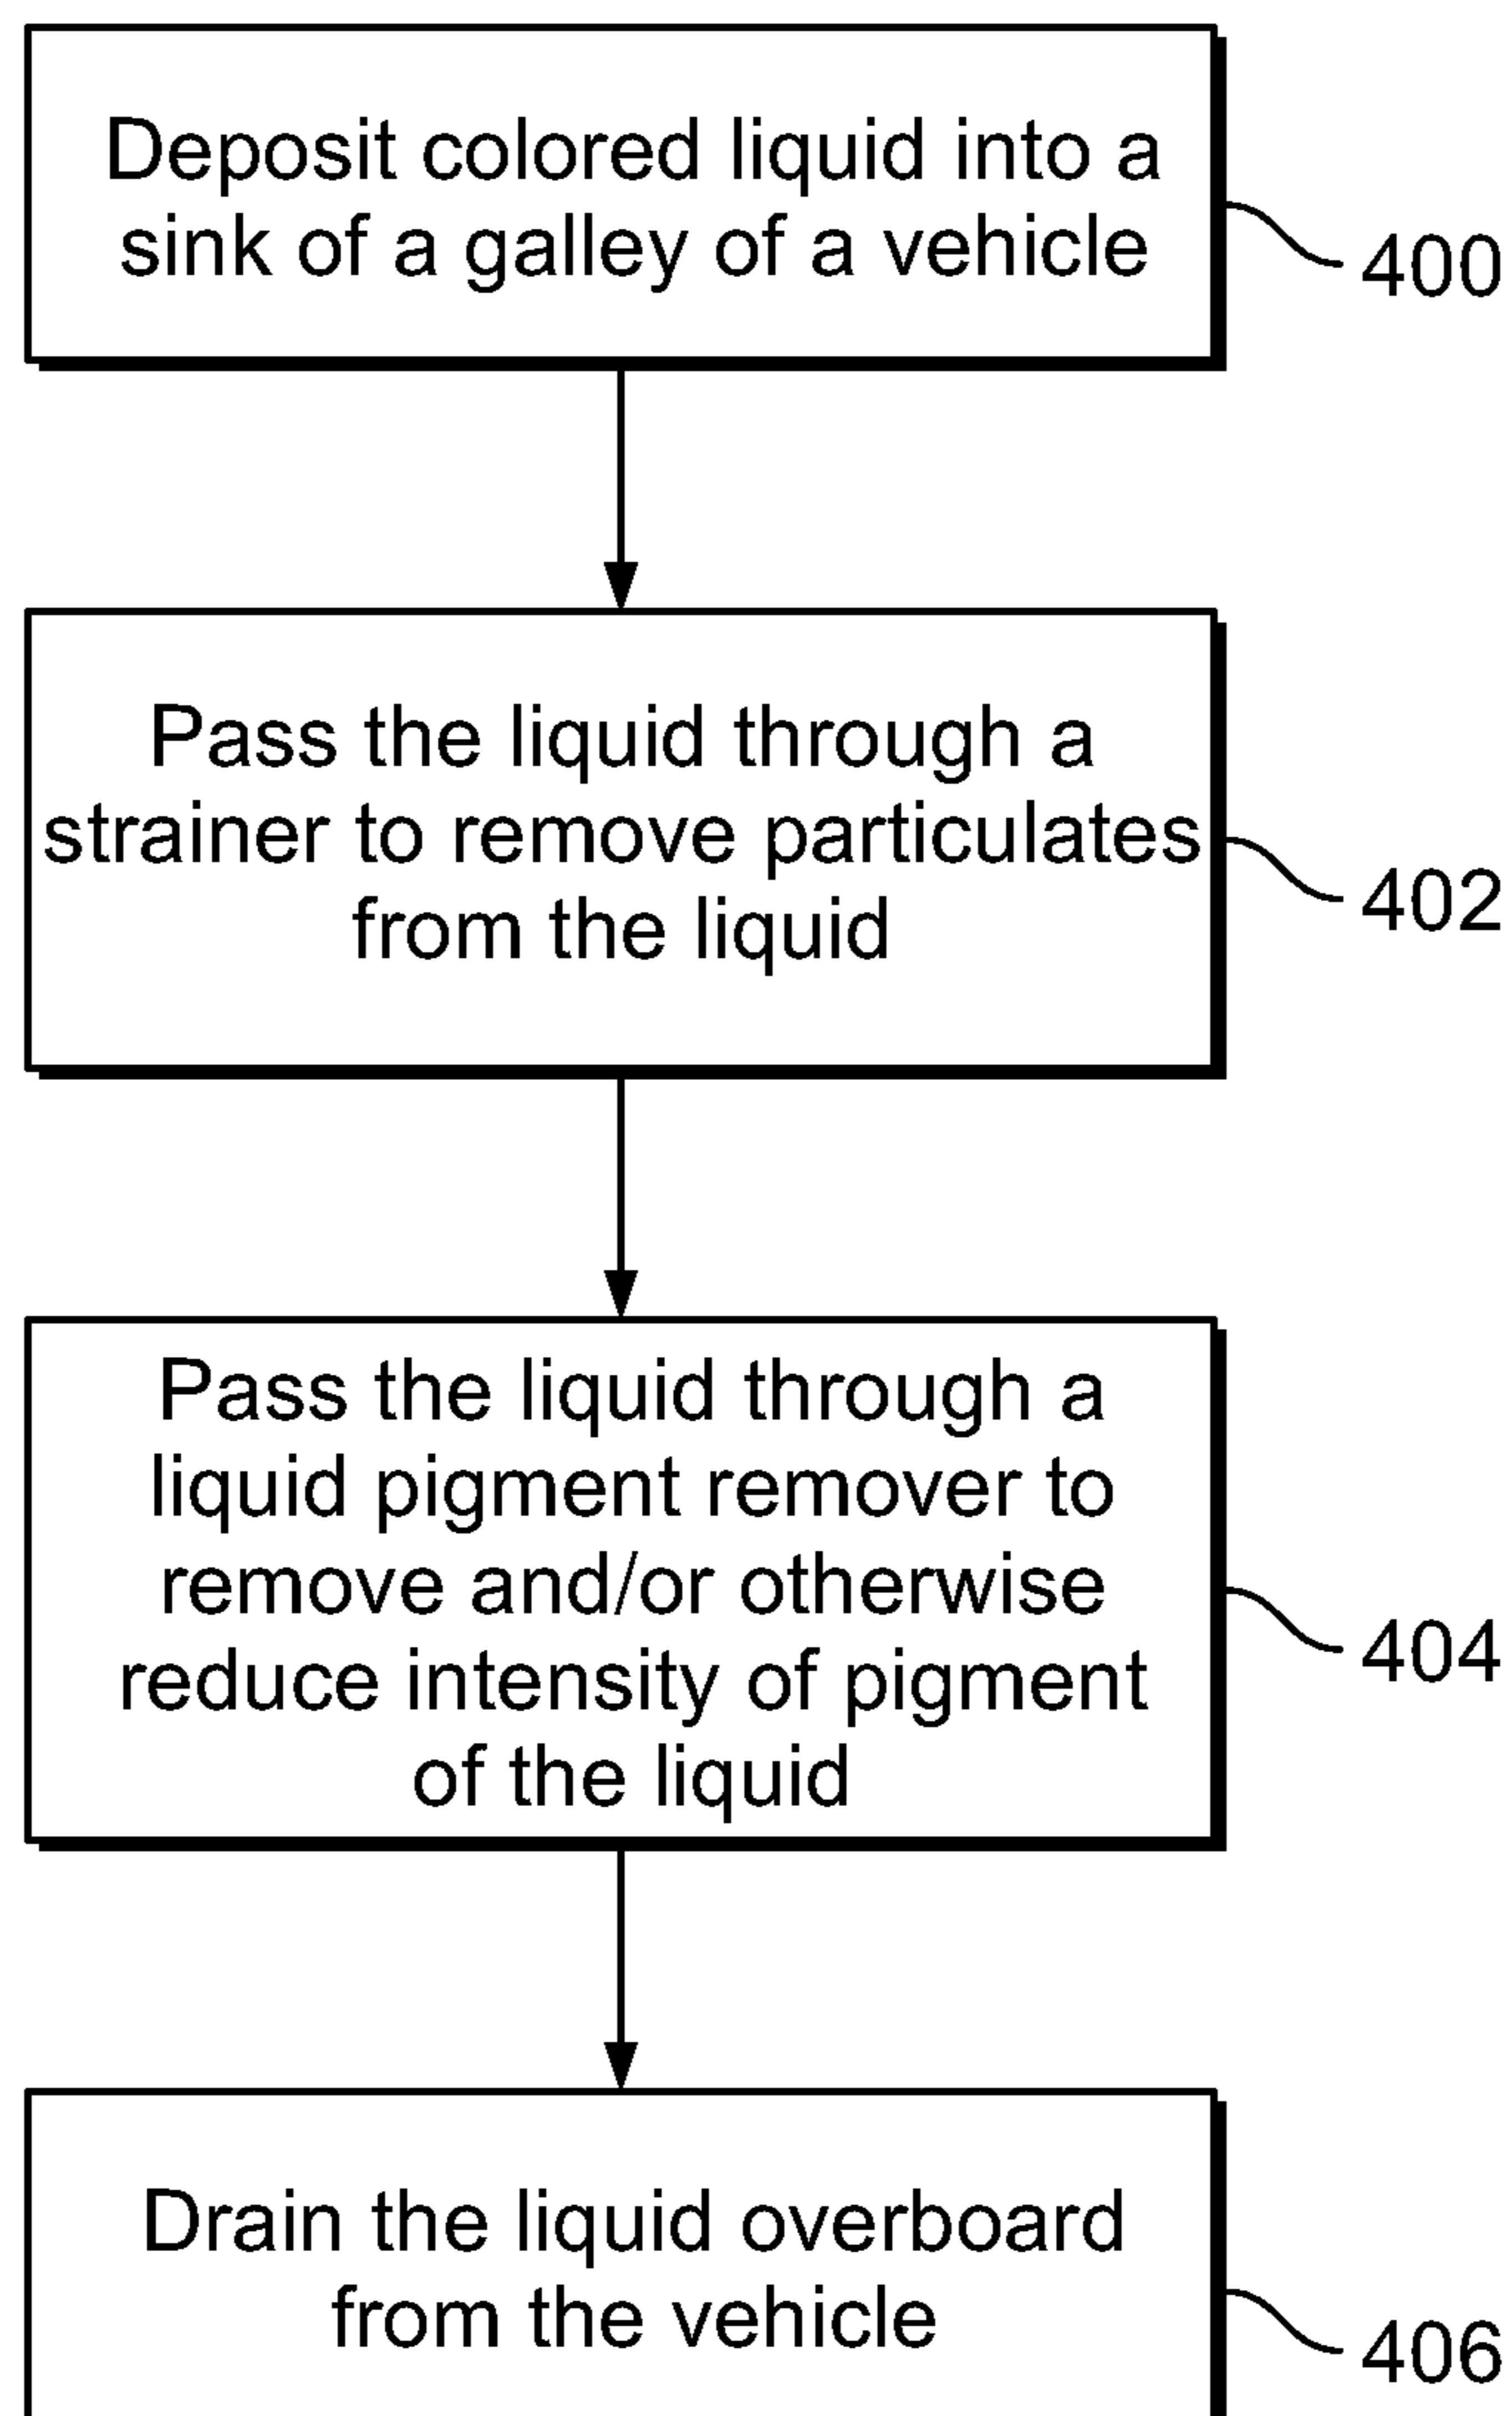 Deposit colored liquid into a
sink of a galley of a vehicle
400
Pass the liquid through a
strainer to remove particulates
from the liquid
402
Pass the liquid through a
liquid pigment remover to
remove and/or otherwise
reduce intensity of pigment
of the liquid
404
Drain the liquid overboard
from the vehicle
406